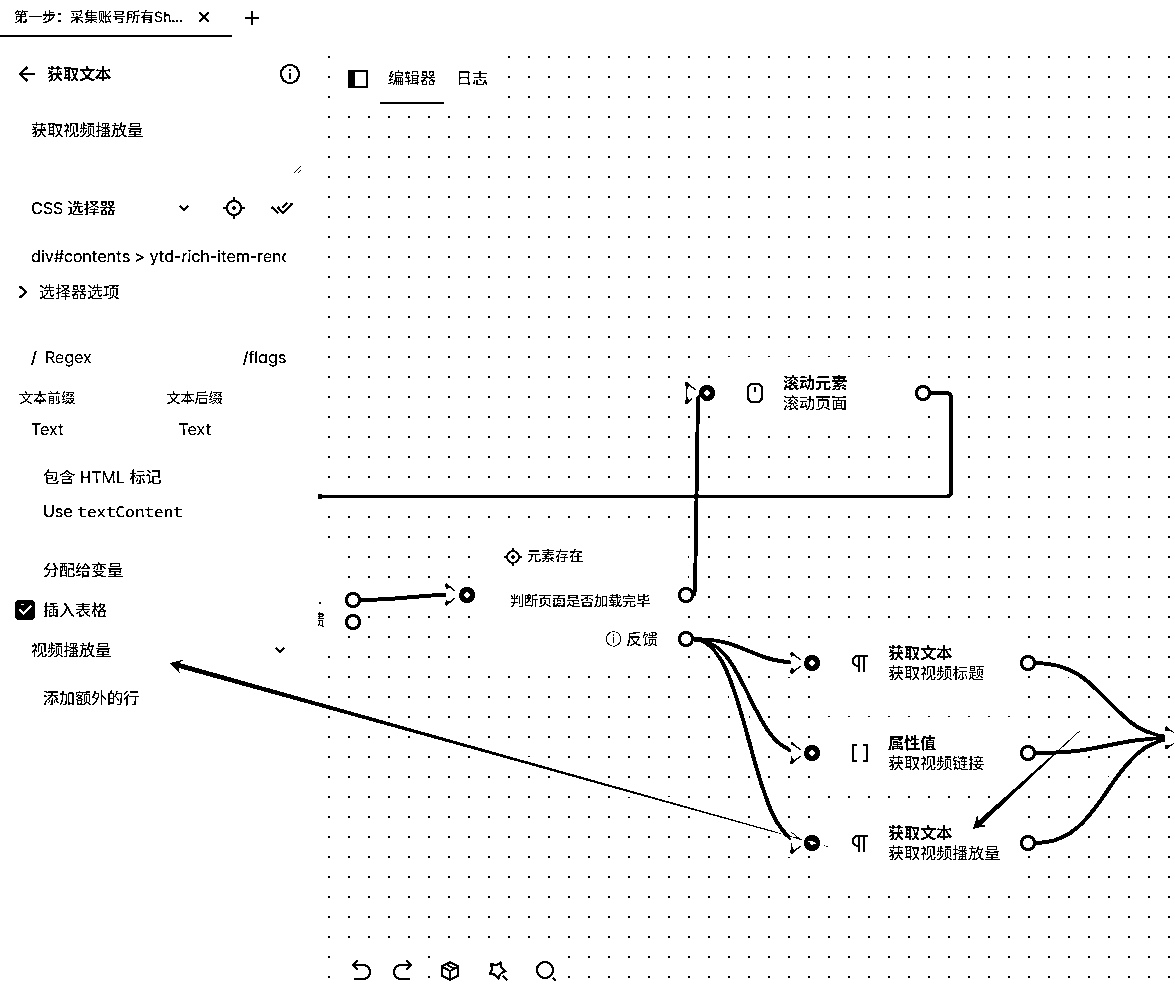 第一步：采集账号所有Sh...
获取文本
获取视频播放量
CSS 选择器
div#contents > ytd-rich-item-ren
选择器选项
/ Regex /flags
文本前缀 文本后缀
Text Text
包含 HTML 标记
Use textContent
分配给变量
插入表格
视频播放量
添加额外的行
编辑器 日志
滚动元素
滚动页面
元素存在
判断页面是否加载完毕
反馈
获取文本
获取视频标题
属性值
获取视频链接
获取文本
获取视频播放量